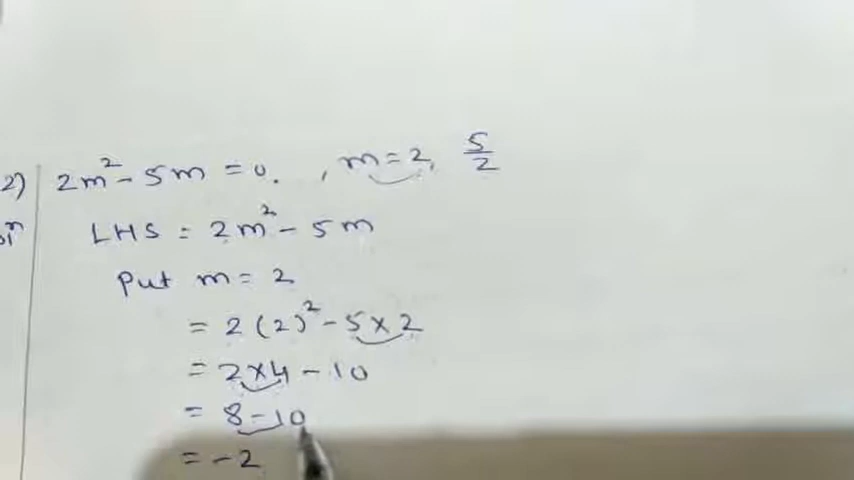 2) 2m² - 5m = 0. , m = 2, 5/2
LHS = 2m² - 5m
Put m = 2
= 2(2)² - 5×2
= 2×4 - 10
= 8 - 10
= -2